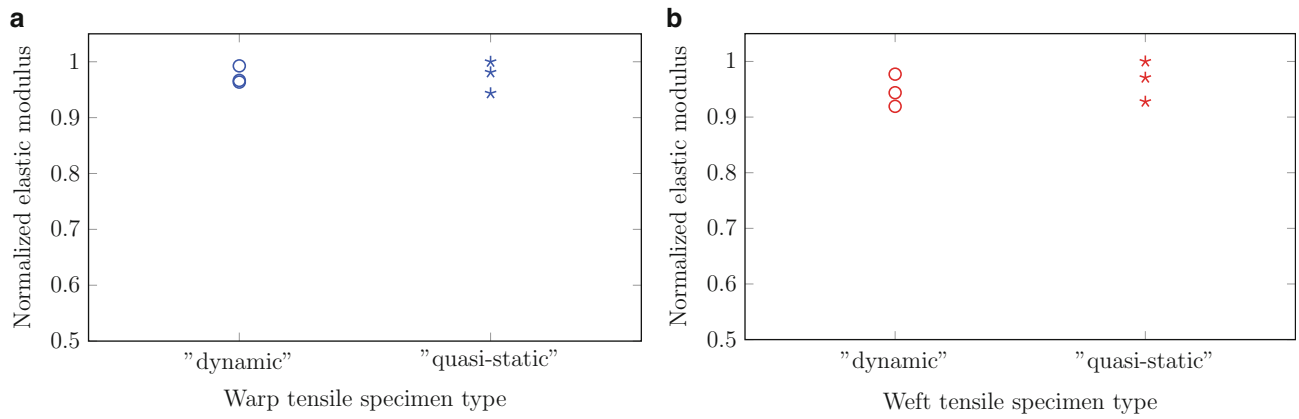 a
Normalized elastic modulus
1
0.9
0.8
0.7
0.6
0.5
”dynamic”
”quasi-static”
Warp tensile specimen type
b
Normalized elastic modulus
1
0.9
0.8
0.7
0.6
0.5
”dynamic”
”quasi-static”
Weft tensile specimen type